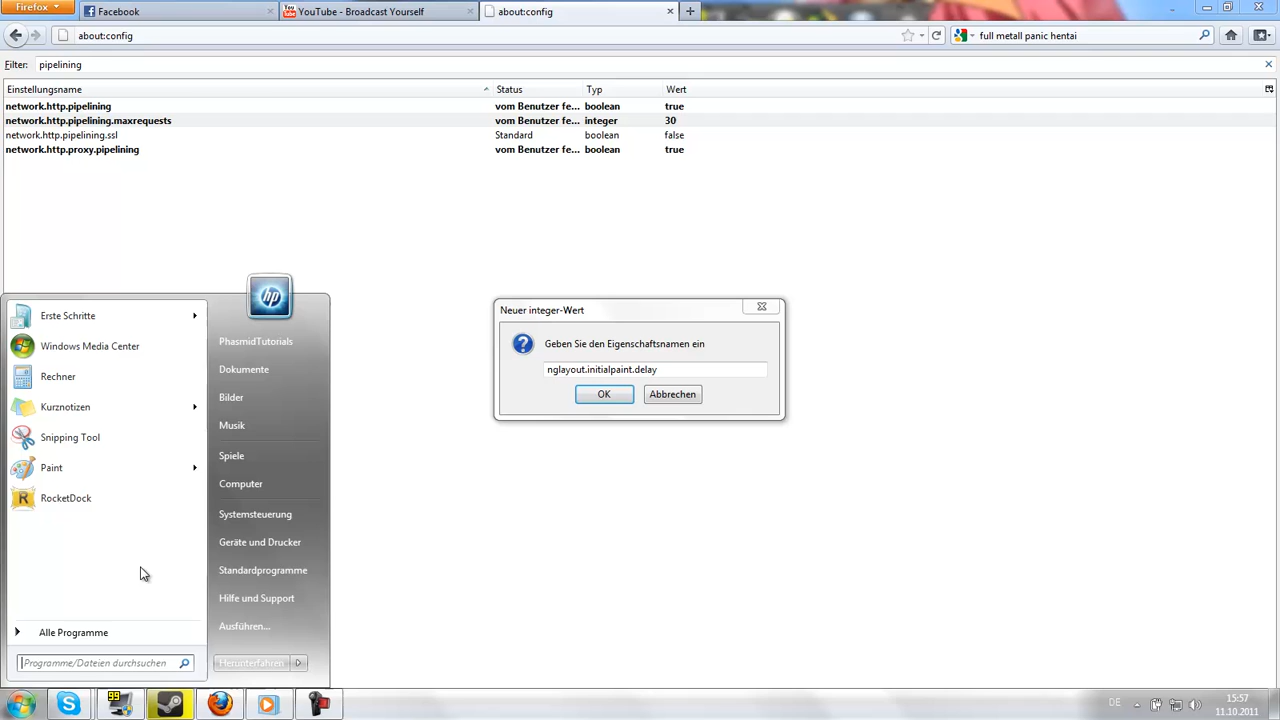 Firefox
Facebook
YouTube - Broadcast Yourself
about:config
about:config
full metall panic hentai
Filter:
pipelining
Einstellungsname
Status
Typ
Wert
network.http.pipelining
vom Benutzer fe...
boolean
true
network.http.pipelining.maxrequests
vom Benutzer fe...
integer
30
network.http.pipelining.ssl
Standard
boolean
false
network.http.proxy.pipelining
vom Benutzer fe...
boolean
true
hp
Erste Schritte
Windows Media Center
Rechner
Kurznotizen
Snipping Tool
Paint
RocketDock
Alle Programme
Programme/Dateien durchsuchen
PhasmidTutorials
Dokumente
Bilder
Musik
Spiele
Computer
Systemsteuerung
Geräte und Drucker
Standardprogramme
Hilfe und Support
Ausführen...
Herunterfahren
Neuer integer-Wert
Geben Sie den Eigenschaftsnamen ein
nglayout.initialpaint.delay
OK
Abbrechen
99
DE
15:57
11.10.2011